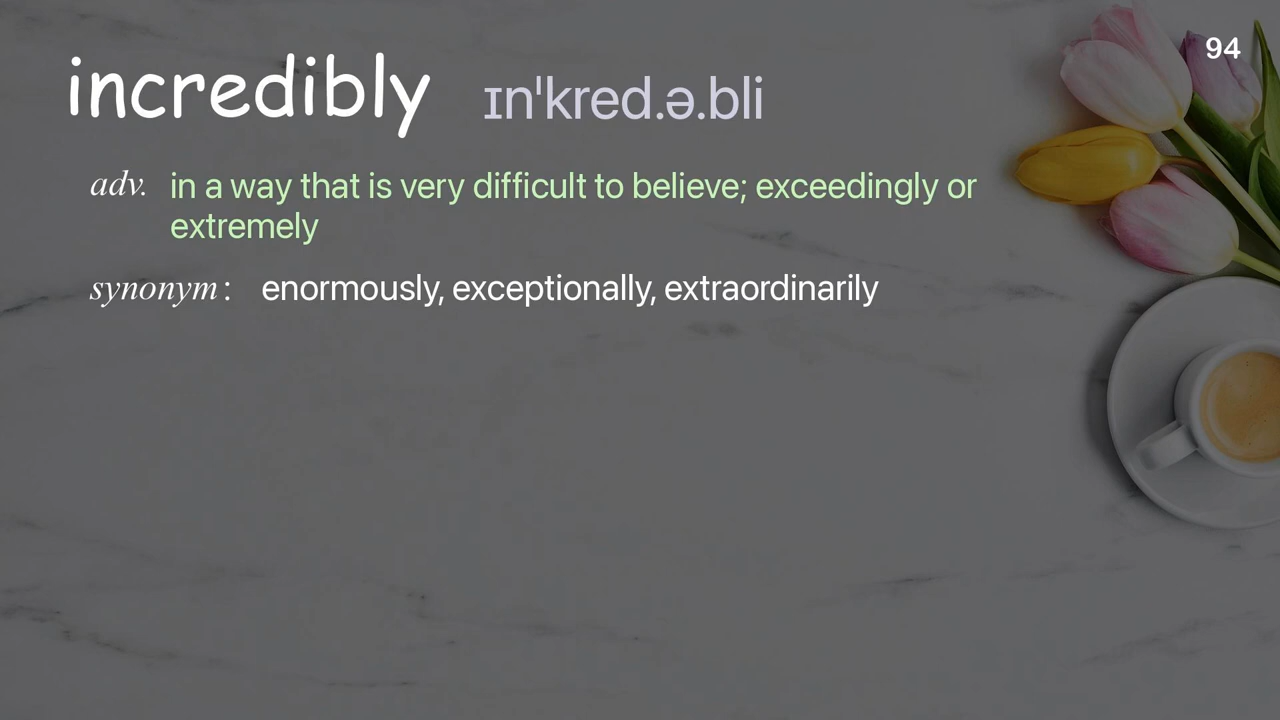 94
incredibly ɪnˈkred.ə.bli
adv. in a way that is very difficult to believe; exceedingly or
extremely
synonym: enormously, exceptionally, extraordinarily